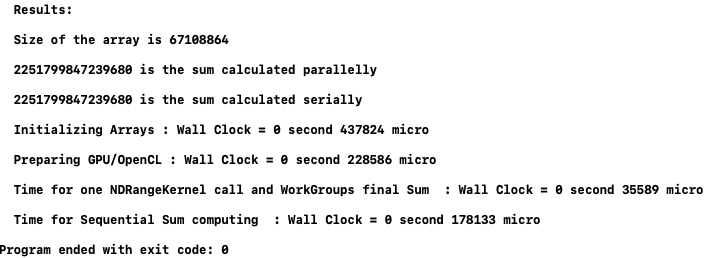 Results:
Size of the array is 67108864
2251799847239680 is the sum calculated parallelly
2251799847239680 is the sum calculated serially
Initializing Arrays : Wall Clock = 0 second 437824 micro
Preparing GPU/OpenCL : Wall Clock = 0 second 228586 micro
Time for one NDRangeKernel call and WorkGroups final Sum  : Wall Clock = 0 second 35589 micro
Time for Sequential Sum computing  : Wall Clock = 0 second 178133 micro
Program ended with exit code: 0